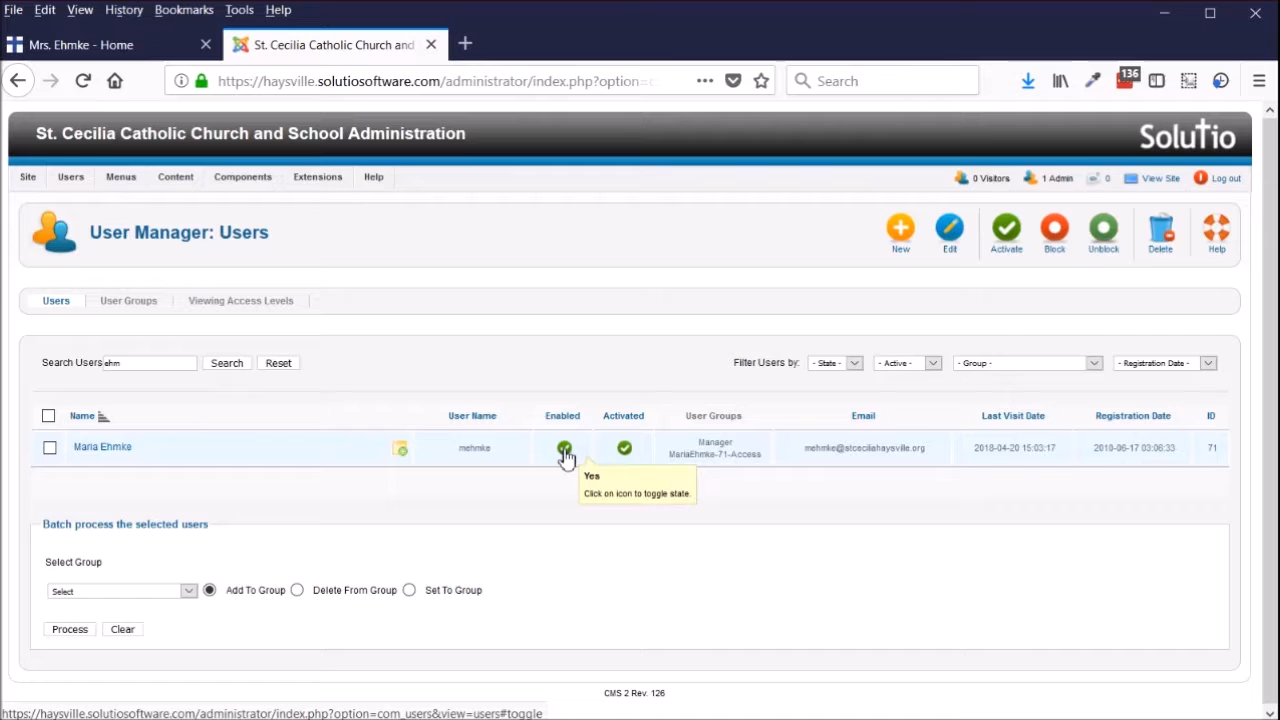 File Edit View History Bookmarks Tools Help
Mrs. Ehmke - Home
St. Cecilia Catholic Church and
https://haysville.solutiosoftware.com/administrator/index.php?option=c
Search
136
St. Cecilia Catholic Church and School Administration
Solutio
Site Users Menus Content Components Extensions Help
0 Visitors 1 Admin 0 View Site Log out
User Manager: Users
New Edit Activate Block Unblock Delete Help
Users User Groups Viewing Access Levels
Search Users ehm Search Reset
Filter Users by: - State - - Active - - Group - - Registration Date -
Name User Name Enabled Activated User Groups Email Last Visit Date Registration Date ID
Maria Ehmke mehmke Manager mehmke@stceciliahaysville.org 2018-04-20 15:03:17 2018-06-17 03:06:33 71
MariaEhmke-71-Access
Yes
Click on icon to toggle state.
Batch process the selected users
Select Group
Select Add To Group Delete From Group Set To Group
Process Clear
CMS 2 Rev. 126
https://haysville.solutiosoftware.com/administrator/index.php?option=com_users&view=users#toggle